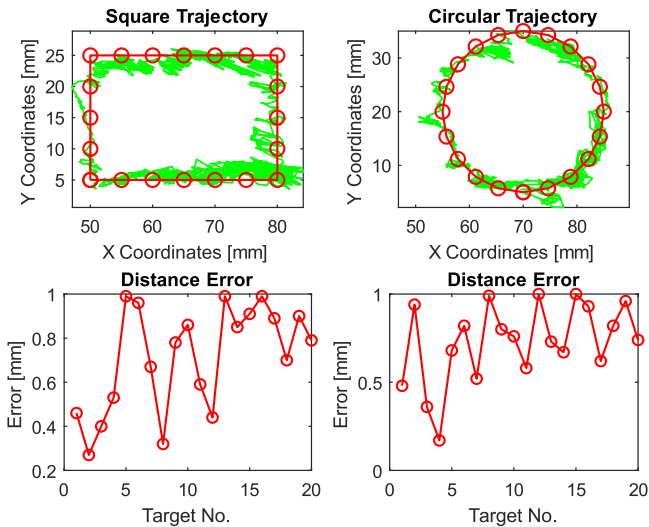 Square Trajectory
Y Coordinates [mm]
25
20
15
10
5
50 60 70 80
X Coordinates [mm]
Circular Trajectory
Y Coordinates [mm]
30
20
10
50 60 70 80
X Coordinates [mm]
Distance Error
Error [mm]
1
0.8
0.6
0.4
0.2
0 5 10 15 20
Target No.
Distance Error
Error [mm]
1
0.5
0
0 5 10 15 20
Target No.